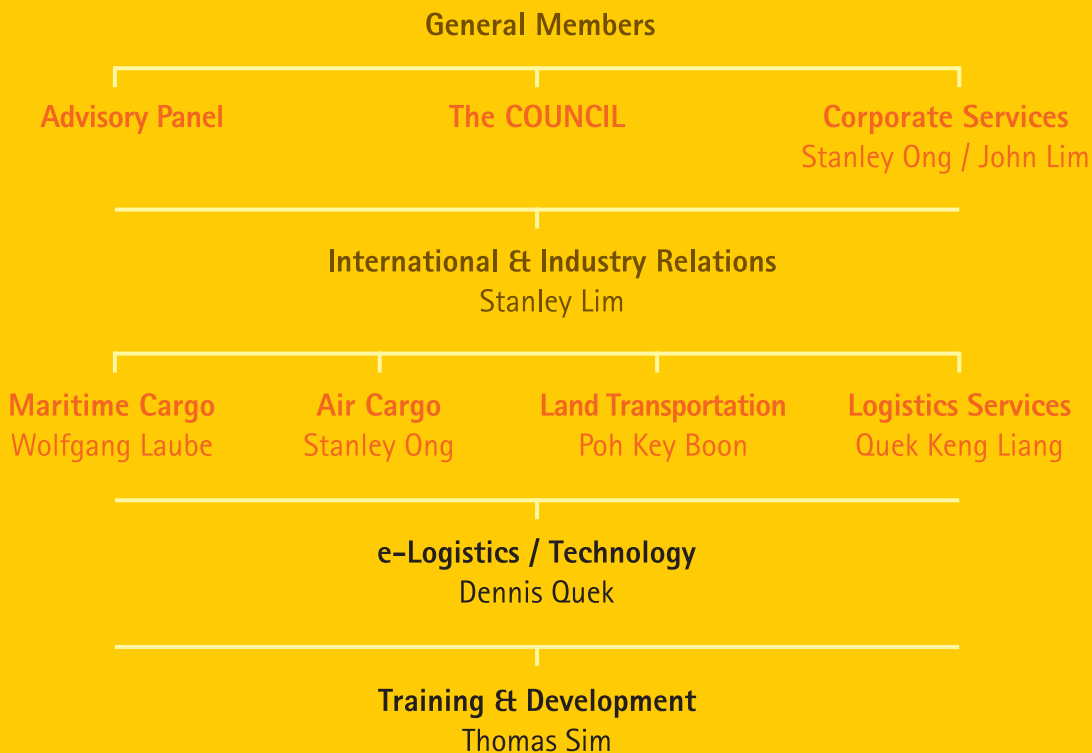 General Members
Advisory Panel
The COUNCIL
Corporate Services
Stanley Ong / John Lim
International & Industry Relations
Stanley Lim
Maritime Cargo
Wolfgang Laube
Air Cargo
Stanley Ong
Land Transportation
Poh Key Boon
Logistics Services
Quek Keng Liang
e-Logistics / Technology
Dennis Quek
Training & Development
Thomas Sim